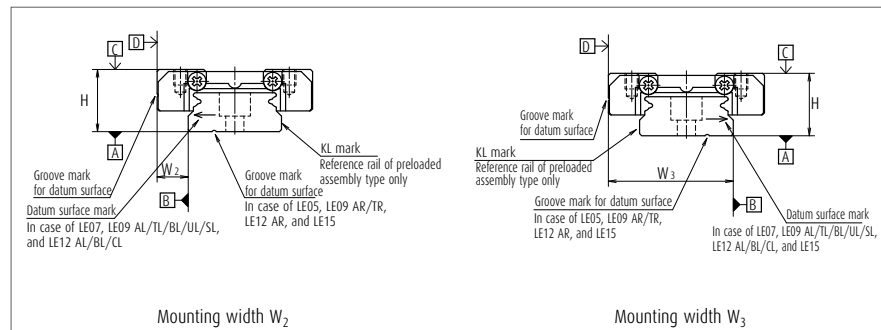 D
C
H
A
W2
B
Groove mark
for datum surface
Datum surface mark
In case of LE07, LE09 AL/TL/BL/UL/SL,
and LE12 AL/BL/CL
Groove mark
for datum surface
In case of LE05, LE09 AR/TR,
LE12 AR, and LE15
KL mark
Reference rail of preloaded
assembly type only
Mounting width W2
D
C
H
A
Groove mark
for datum surface
KL mark
Reference rail of preloaded
assembly type only
W3
B
Groove mark for datum surface
In case of LE05, LE09 AR/TR,
LE12 AR, and LE15
Datum surface mark
In case of LE07, LE09 AL/TL/BL/UL/SL,
LE12 AL/BL/CL, and LE15
Mounting width W3